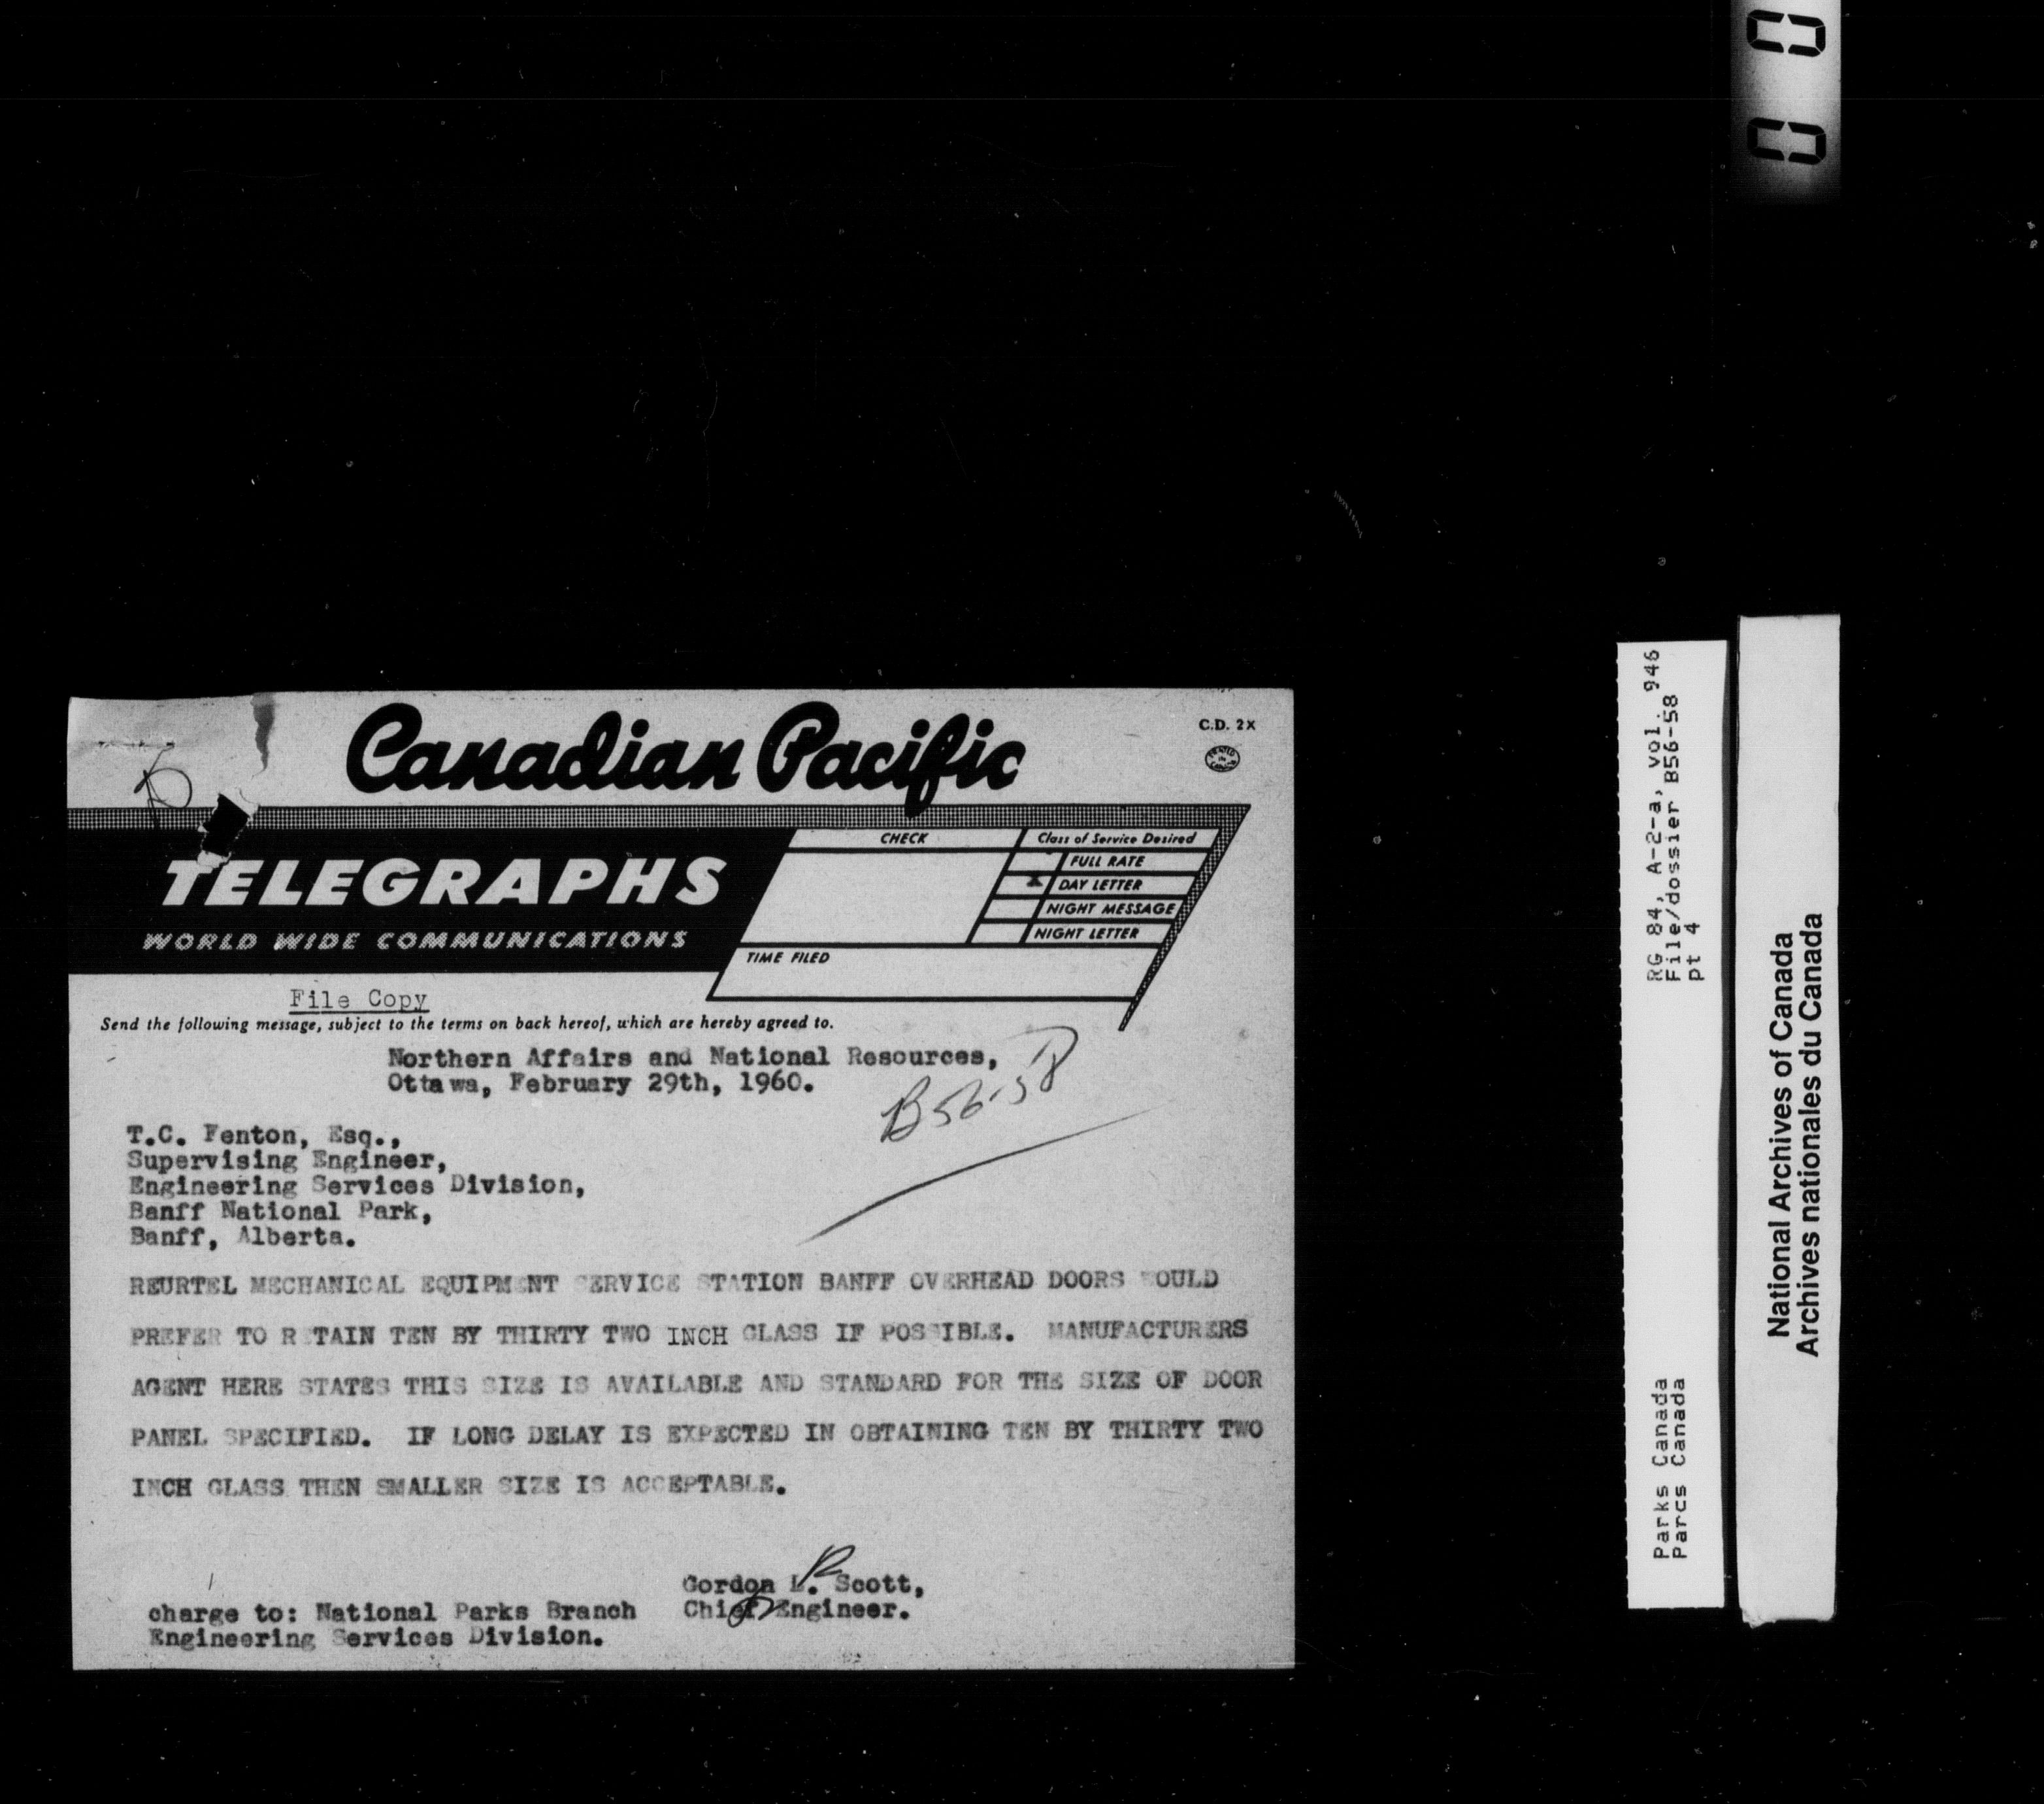 Canadian Pacific
C.D. 2X
PRINTED IN CANADA
TELEGRAPHS
WORLD WIDE COMMUNICATIONS
CHECK
Class of Service Desired
FULL RATE
X DAY LETTER
NIGHT MESSAGE
NIGHT LETTER
TIME FILED
File Copy
Send the following message, subject to the terms on back hereof, which are hereby agreed to.
Northern Affairs and National Resources,
Ottawa, February 29th, 1960.
B56-58
T.C. Fenton, Esq.,
Supervising Engineer,
Engineering Services Division,
Banff National Park,
Banff, Alberta.
REURTEL MECHANICAL EQUIPMENT SERVICE STATION BANFF OVERHEAD DOORS WOULD
PREFER TO RETAIN TEN BY THIRTY TWO INCH GLASS IF POSSIBLE. MANUFACTURERS
AGENT HERE STATES THIS SIZE IS AVAILABLE AND STANDARD FOR THE SIZE OF DOOR
PANEL SPECIFIED. IF LONG DELAY IS EXPECTED IN OBTAINING TEN BY THIRTY TWO
INCH GLASS THEN SMALLER SIZE IS ACCEPTABLE.
Gordon L. Scott,
Chief Engineer.
charge to: National Parks Branch
Engineering Services Division.
RG 84, A-2-a, vol. 946
File/dossier B56-58
pt 4
Parks Canada
Parcs Canada
National Archives of Canada
Archives nationales du Canada
00